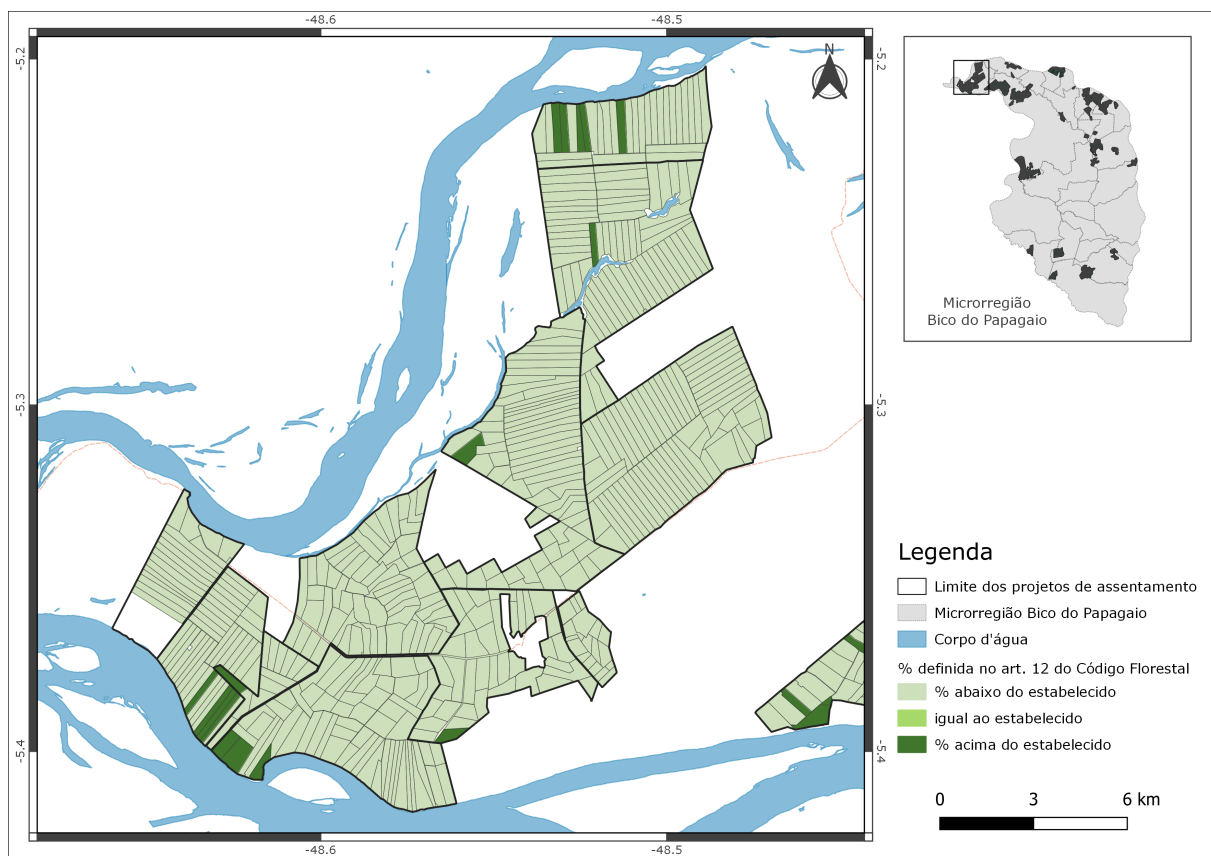 -48.6
-48.5
-5.2
-5.2
N
Microrregião
Bico do Papagaio
-5.3
-5.3
Legenda
Limite dos projetos de assentamento
Microrregião Bico do Papagaio
Corpo d'água
% definida no art. 12 do Código Florestal
% abaixo do estabelecido
igual ao estabelecido
% acima do estabelecido
-5.4
-5.4
0
3
6 km
-48.6
-48.5